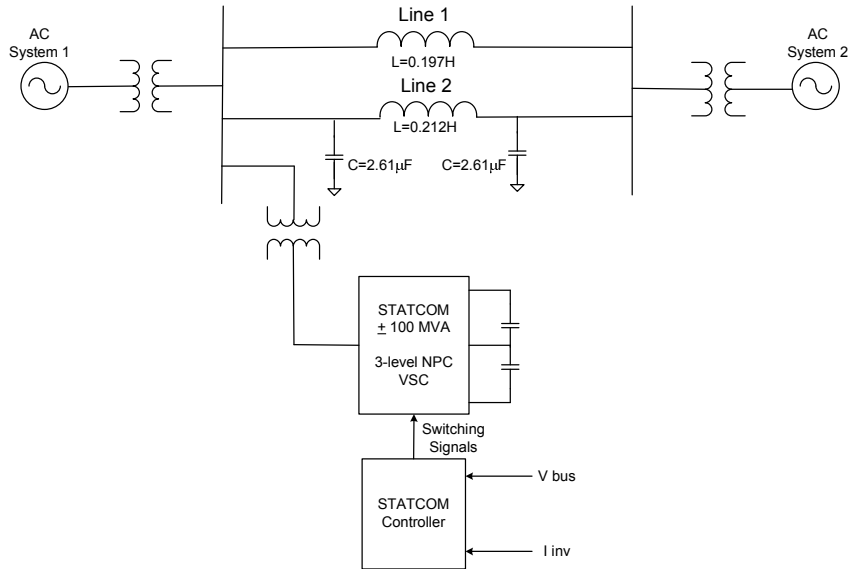 Line 1
AC
System 1
AC
System 2
L=0.197H
Line 2
L=0.212H
C=2.61μF
C=2.61μF
STATCOM
± 100 MVA
3-level NPC
VSC
Switching
Signals
V bus
STATCOM
Controller
I inv